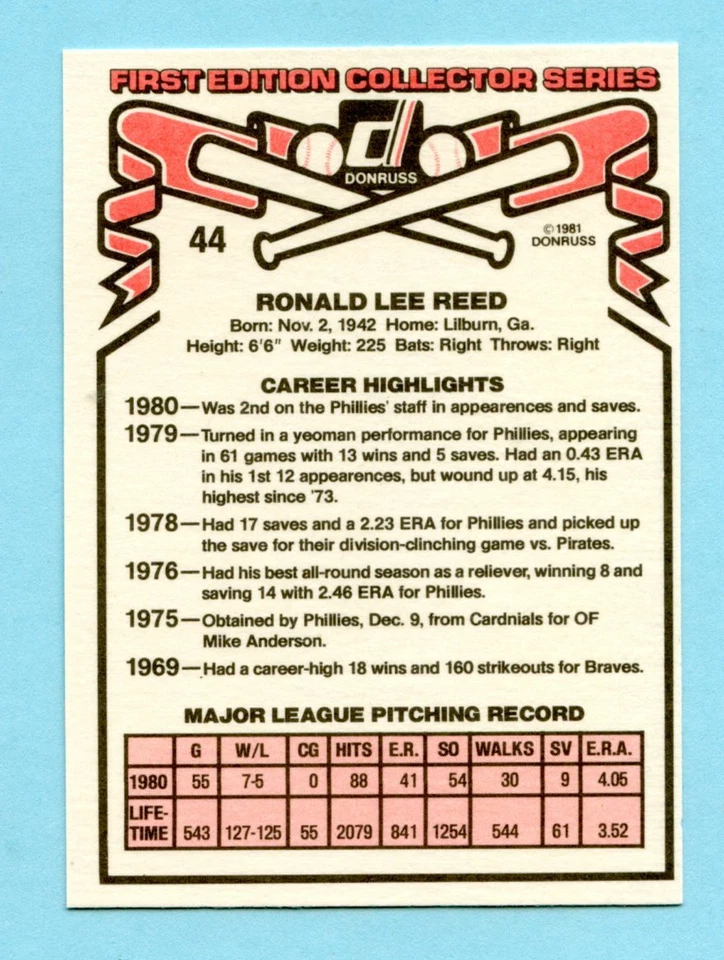 FIRST EDITION COLLECTOR SERIES
d
DONRUSS
44
©1981
DONRUSS
RONALD LEE REED
Born: Nov. 2, 1942 Home: Lilburn, Ga.
Height: 6'6" Weight: 225 Bats: Right Throws: Right
CAREER HIGHLIGHTS
1980—Was 2nd on the Phillies' staff in appearences and saves.
1979—Turned in a yeoman performance for Phillies, appearing
in 61 games with 13 wins and 5 saves. Had an 0.43 ERA
in his 1st 12 appearences, but wound up at 4.15, his
highest since '73.
1978—Had 17 saves and a 2.23 ERA for Phillies and picked up
the save for their division-clinching game vs. Pirates.
1976—Had his best all-round season as a reliever, winning 8 and
saving 14 with 2.46 ERA for Phillies.
1975—Obtained by Phillies, Dec. 9, from Cardnials for OF
Mike Anderson.
1969—Had a career-high 18 wins and 160 strikeouts for Braves.
MAJOR LEAGUE PITCHING RECORD
G W/L CG HITS E.R. SO WALKS SV E.R.A.
1980 55 7-5 0 88 41 54 30 9 4.05
LIFE-
TIME 543 127-125 55 2079 841 1254 544 61 3.52